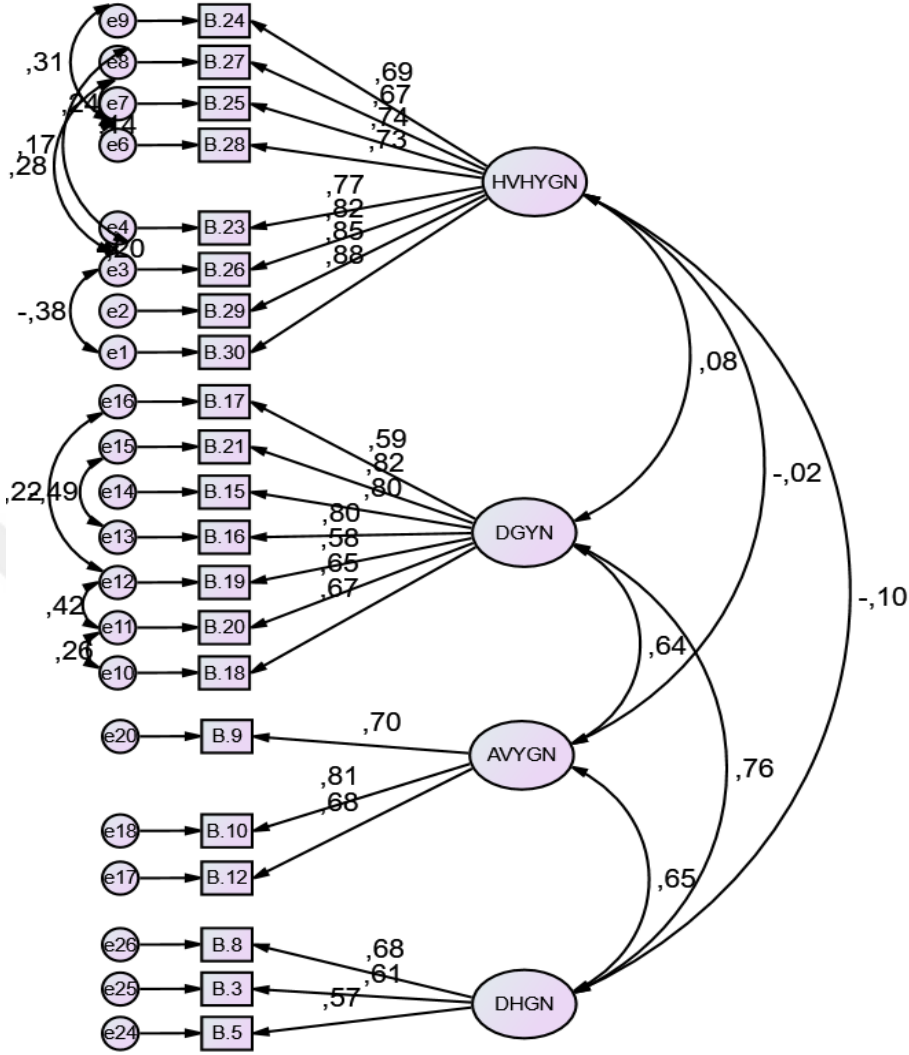 e9 B.24
,31 e8 B.27
,69
,67
,24 e7 B.25
,74
,14
,17 e6 B.28
,73
,28
HVHYGN
,77
,82
e4 B.23
,85
,20
,88
e3 B.26
-,38 e2 B.29
e1 B.30
,08
e16 B.17
,59
e15 B.21
,82
-,02
,22 -,49 e14 B.15
,80
,80
e13 B.16
DGYN
,58
,65
e12 B.19
,67
,42
-,10
e11 B.20
,26
,64
e10 B.18
,70
e20 B.9
AVYGN
,76
,81
,68
e18 B.10
e17 B.12
,65
e26 B.8
,68
,61
e25 B.3
,57
DHGN
e24 B.5